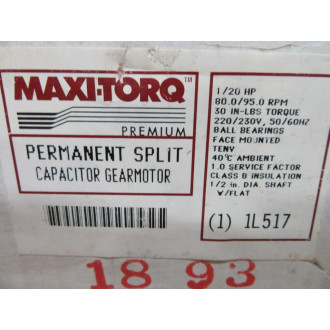 MAXI-TORQ™
PREMIUM
PERMANENT SPLIT
CAPACITOR GEARMOTOR
1/20 HP
80.0/95.0 RPM
30 IN-LBS TORQUE
220/230V, 50/60HZ
BALL BEARINGS
FACE MOUNTED
TENV
40°C AMBIENT
1.0 SERVICE FACTOR
CLASS B INSULATION
1/2 in. DIA. SHAFT
W/FLAT
(1) 1L517
18 93